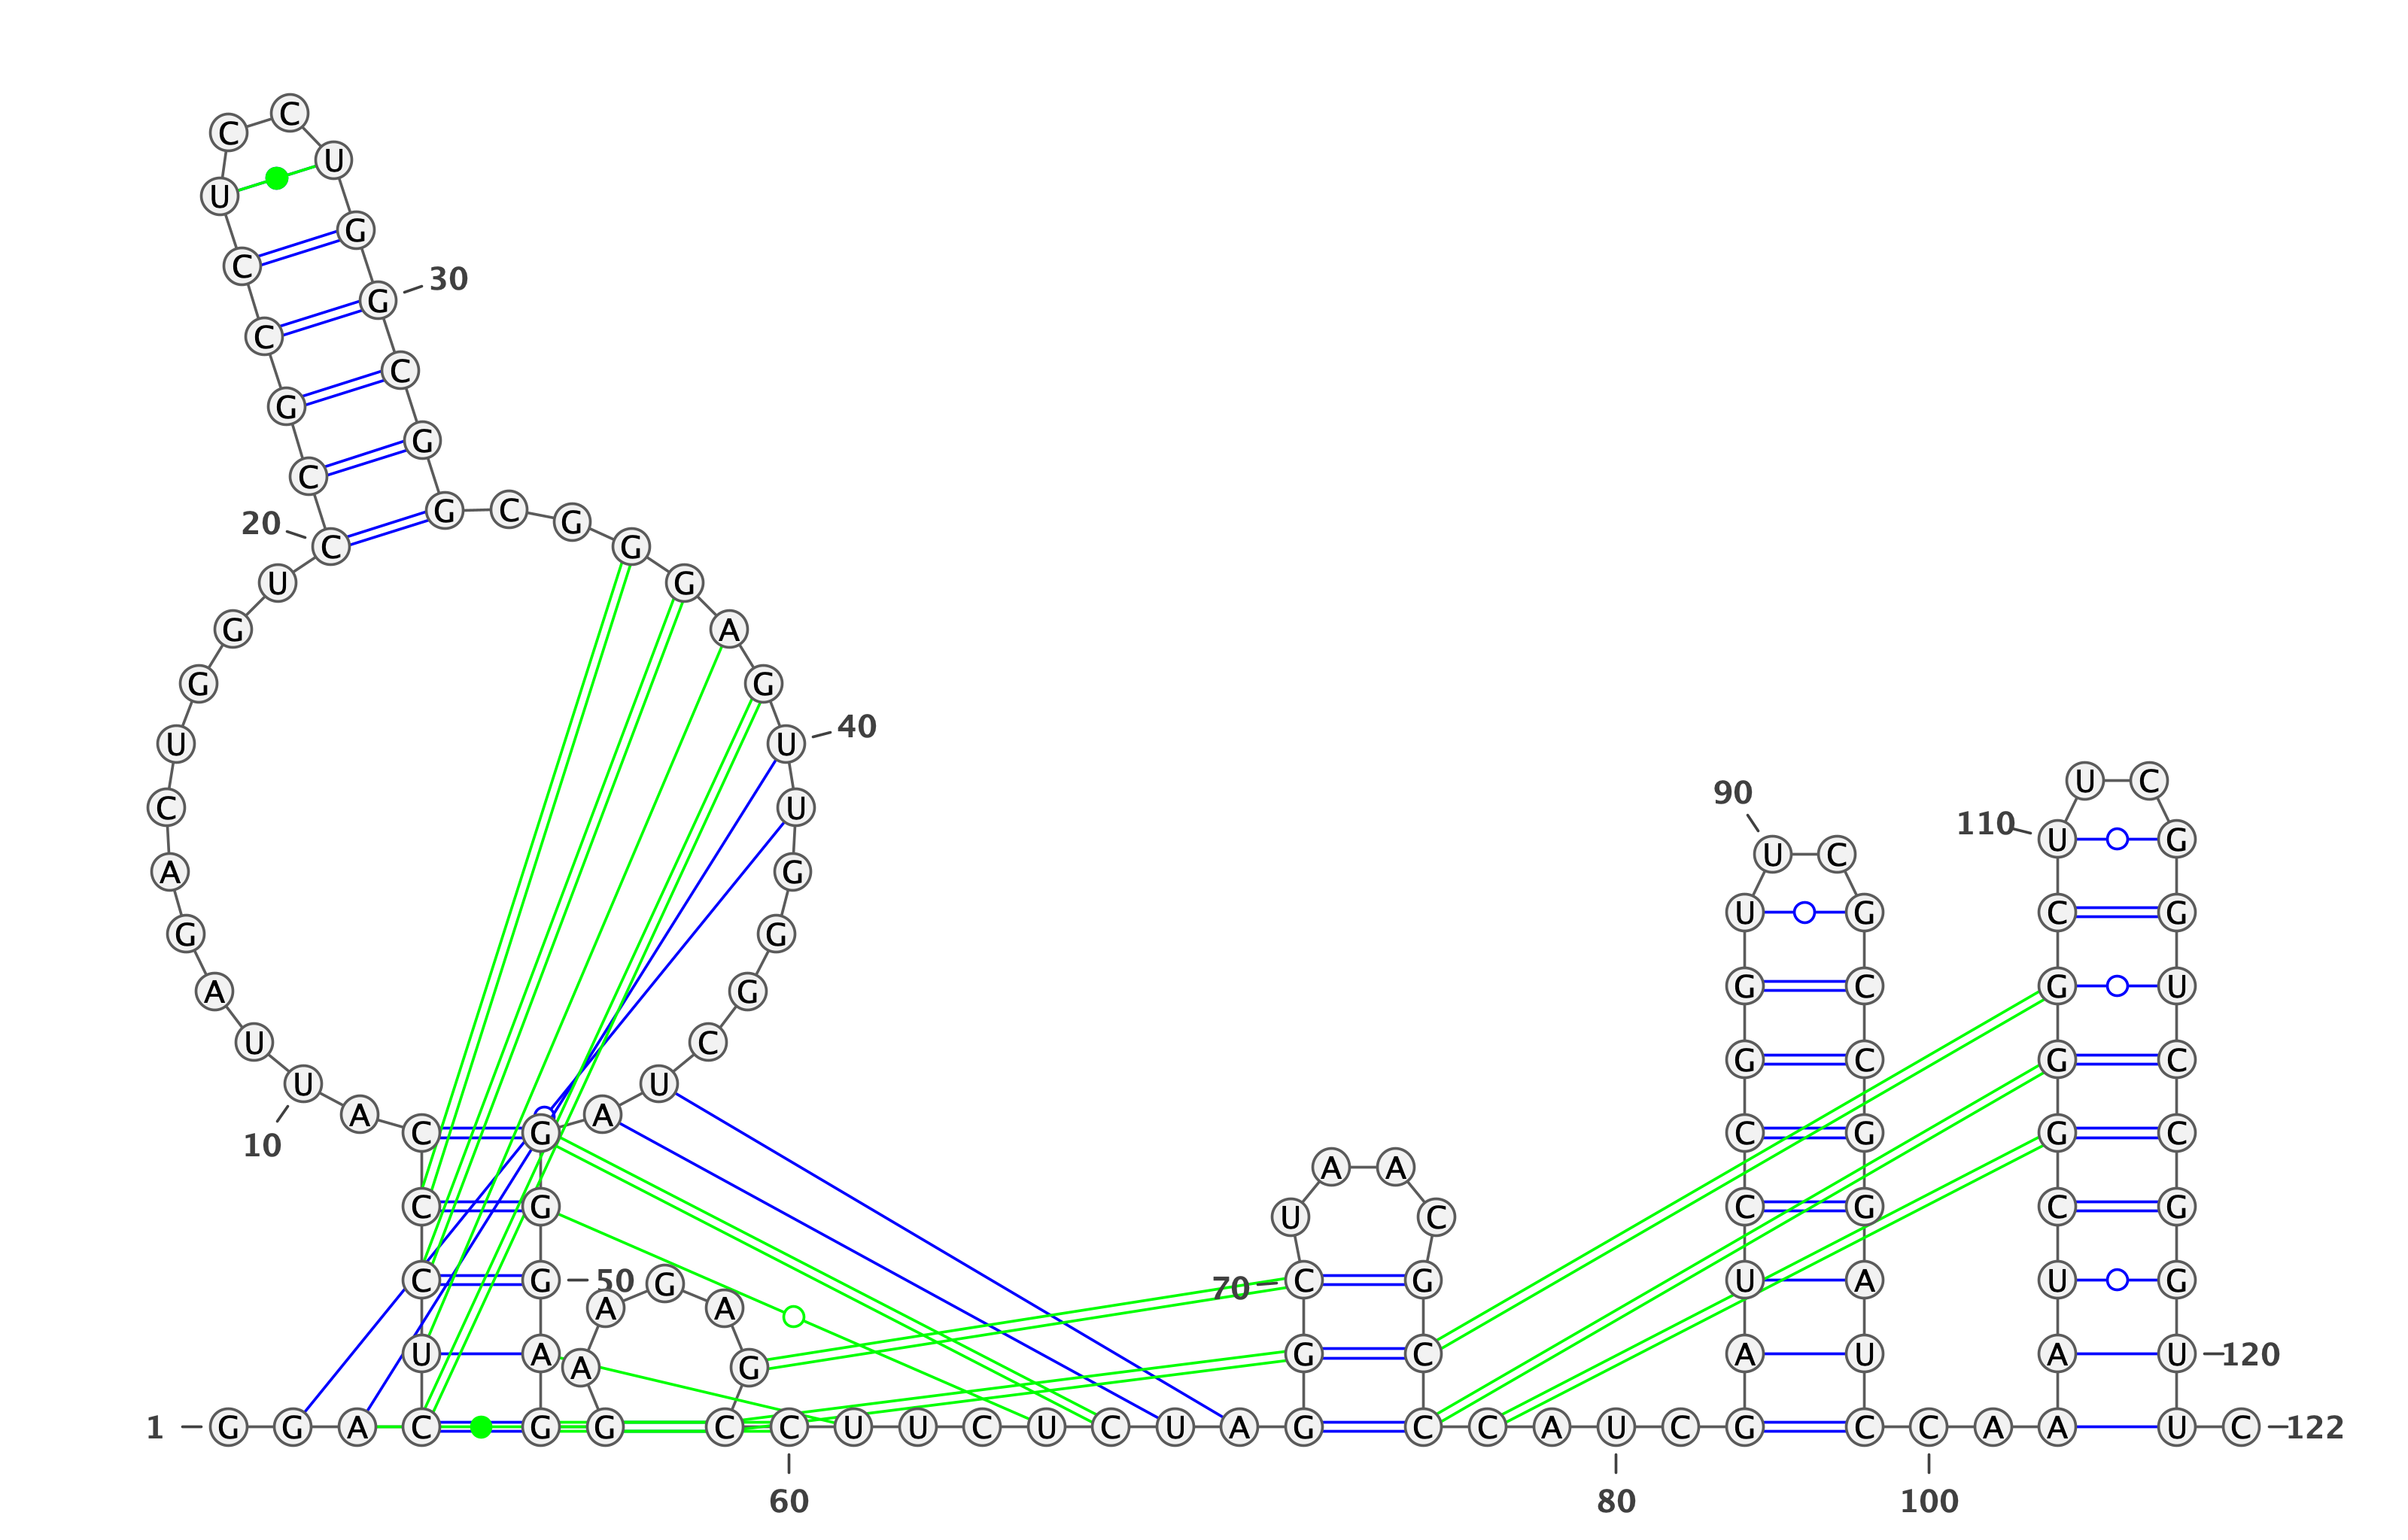 C C
U
U
G
C 30
G
C
C
G
G
C
20 G C G
C G
U G
G A
G G
U U 40
U C
90
C U 110
U G
U C
A G
U G C G
G G
A G G C G U
U C
G C G C
U U
A A
C G C G G C
10
A A
C G C G C G
U C
C G 50 G 70 C G U A U G
A A
U A G C A U A U 120
A G
1 G G A C G G C C U U C U C U A G C C A U C G C C A A A U C 122
60 80 100